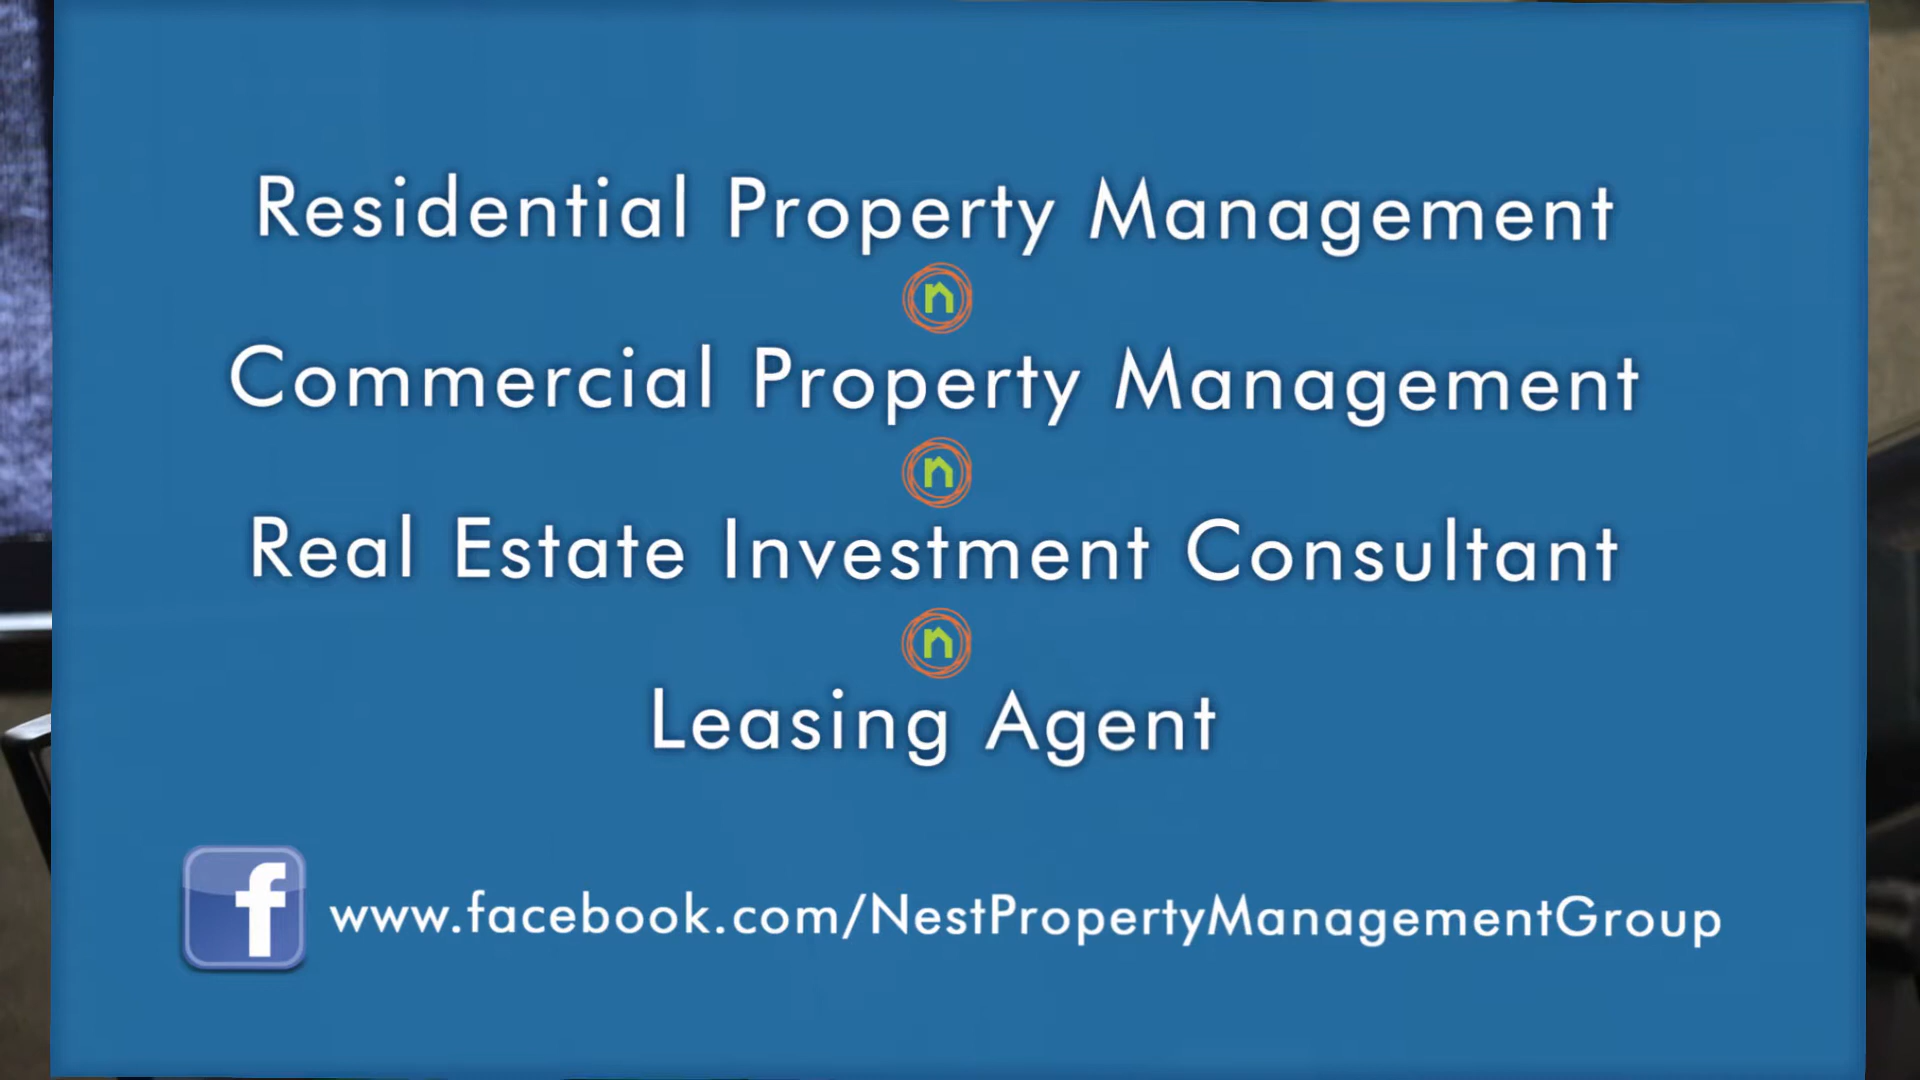 Residential Property Management
n
Commercial Property Management
n
Real Estate Investment Consultant
n
Leasing Agent
f www.facebook.com/NestPropertyManagementGroup